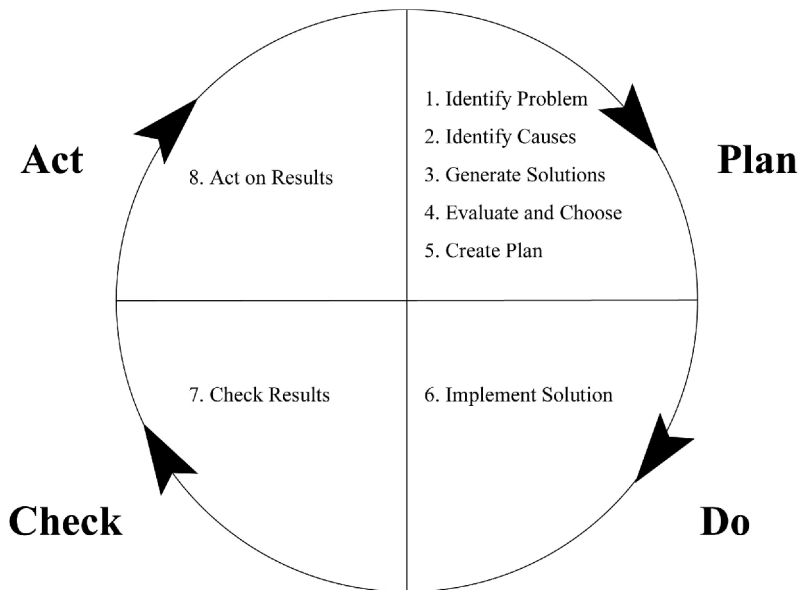 Act
8. Act on Results
1. Identify Problem
2. Identify Causes
3. Generate Solutions
4. Evaluate and Choose
5. Create Plan
Plan
7. Check Results
6. Implement Solution
Check
Do